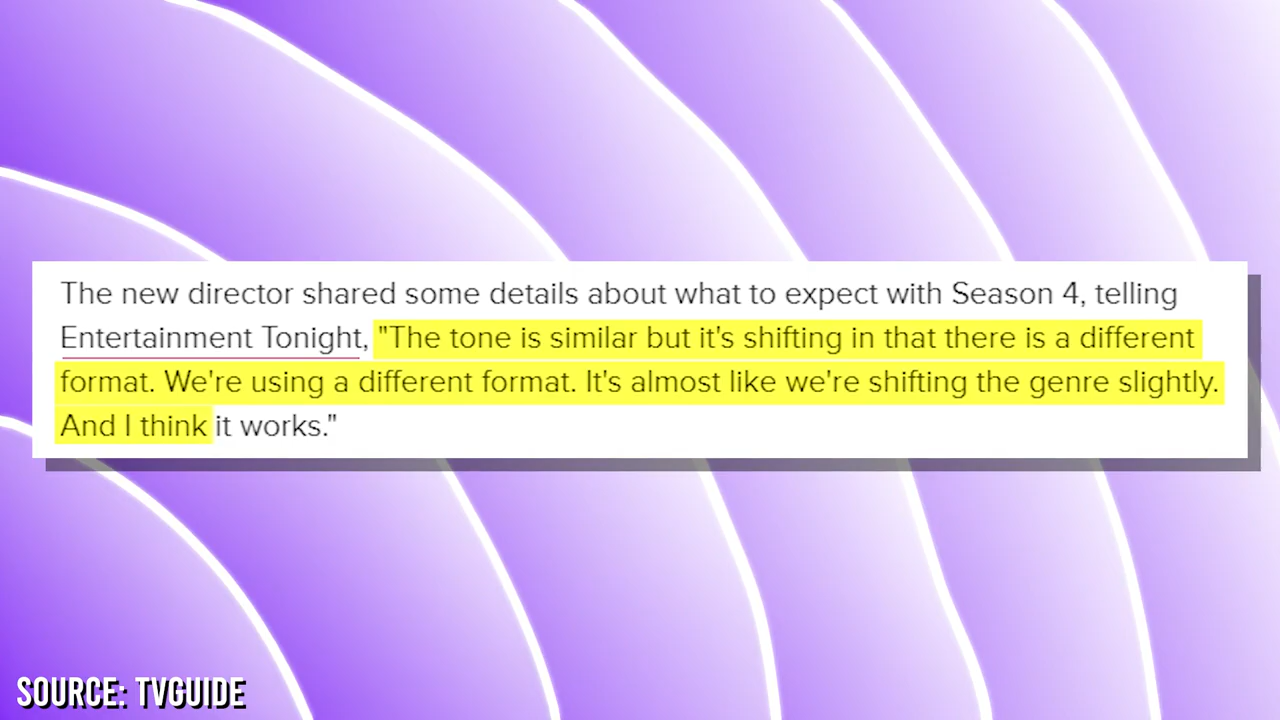 The new director shared some details about what to expect with Season 4, telling
Entertainment Tonight, "The tone is similar but it's shifting in that there is a different
format. We're using a different format. It's almost like we're shifting the genre slightly.
And I think it works."
SOURCE: TVGUIDE